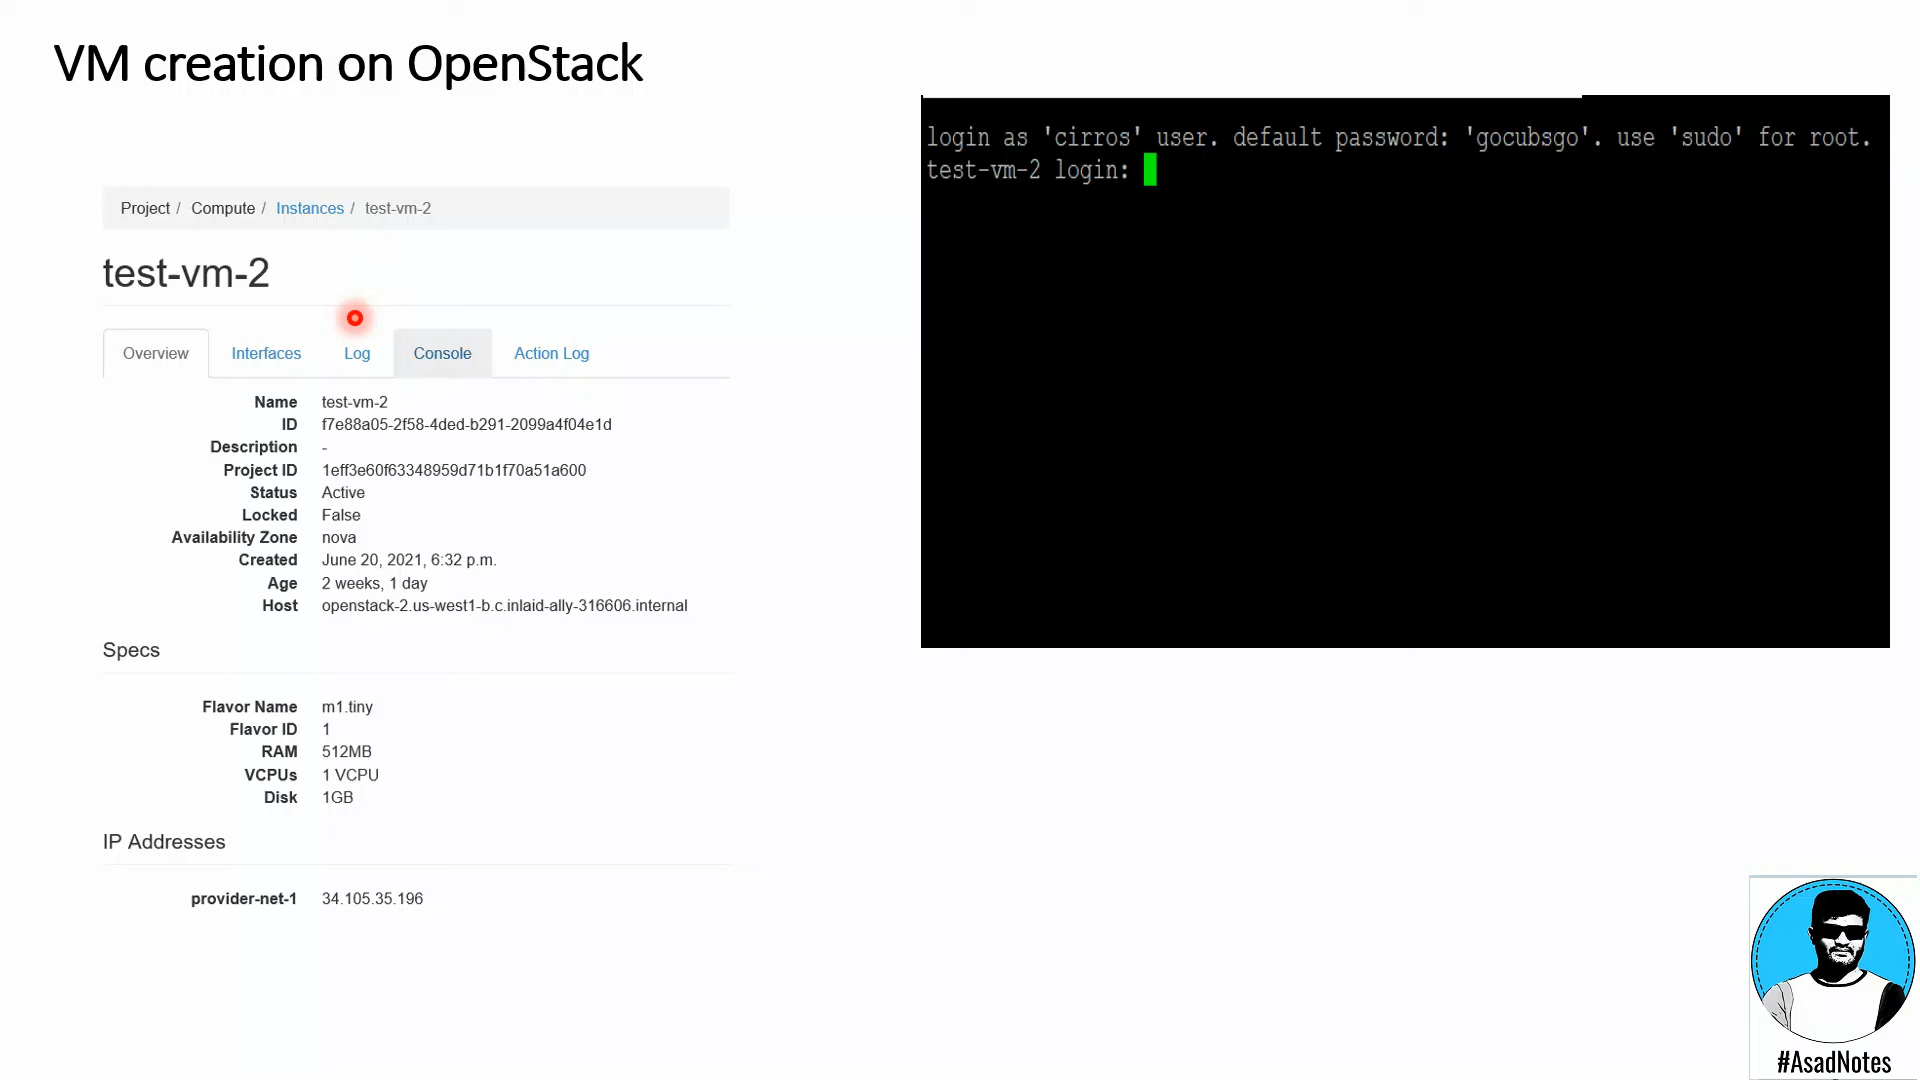 VM creation on OpenStack
login as 'cirros' user. default password: 'gocubsgo'. use 'sudo' for root.
test-vm-2 login:
Project / Compute / Instances / test-vm-2
test-vm-2
Overview Interfaces Log Console Action Log
Name test-vm-2
ID f7e88a05-2f58-4ded-b291-2099a4f04e1d
Description -
Project ID 1eff3e60f63348959d71b1f70a51a600
Status Active
Locked False
Availability Zone nova
Created June 20, 2021, 6:32 p.m.
Age 2 weeks, 1 day
Host openstack-2.us-west1-b.c.inlaid-ally-316606.internal
Specs
Flavor Name m1.tiny
Flavor ID 1
RAM 512MB
VCPUs 1 VCPU
Disk 1GB
IP Addresses
provider-net-1 34.105.35.196
#AsadNotes